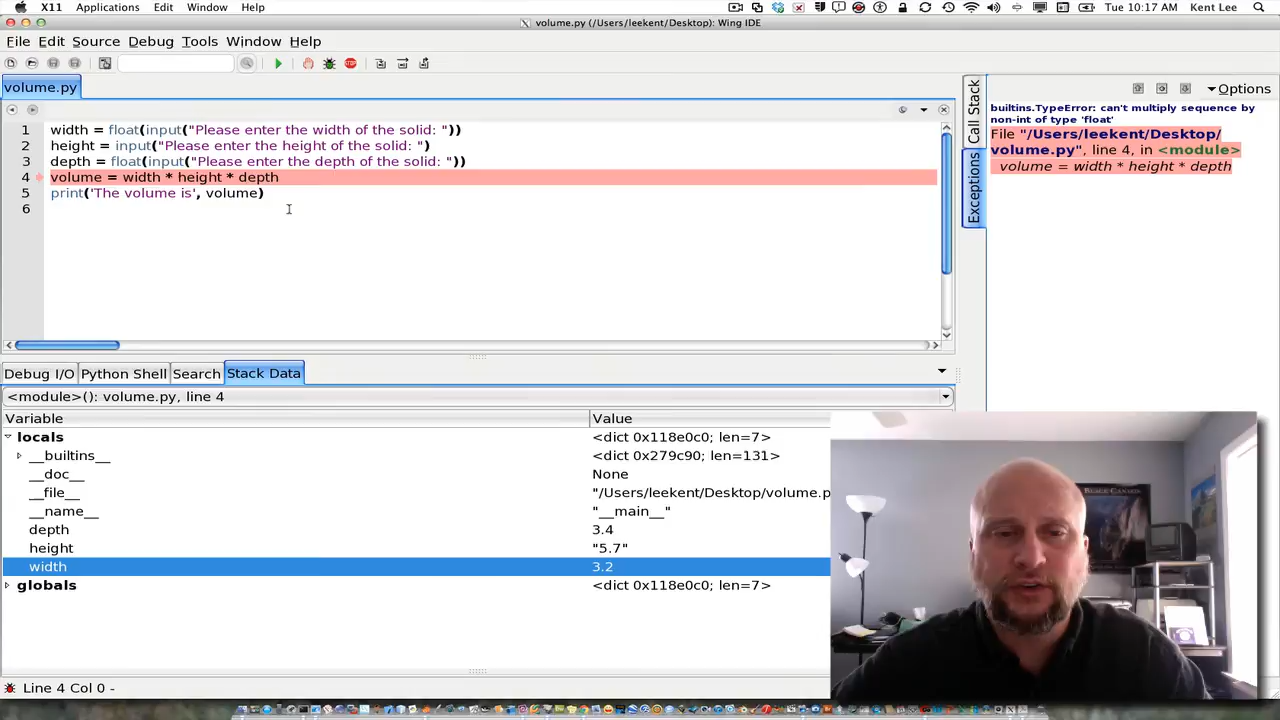 X11 Applications Edit Window Help Tue 10:17 AM Kent Lee
volume.py (/Users/leekent/Desktop): Wing IDE
File Edit Source Debug Tools Window Help
volume.py
Options
1 width = float(input("Please enter the width of the solid: "))
2 height = input("Please enter the height of the solid: ")
3 depth = float(input("Please enter the depth of the solid: "))
4 volume = width * height * depth
5 print('The volume is', volume)
6
Call Stack
Exceptions
builtins.TypeError: can't multiply sequence by
non-int of type 'float'
File "/Users/leekent/Desktop/
volume.py", line 4, in <module>
volume = width * height * depth
Debug I/O Python Shell Search Stack Data
<module>(): volume.py, line 4
Variable Value
locals <dict 0x118e0c0; len=7>
__builtins__ <dict 0x279c90; len=131>
__doc__ None
__file__ "/Users/leekent/Desktop/volume.p
__name__ "__main__"
depth 3.4
height "5.7"
width 3.2
globals <dict 0x118e0c0; len=7>
Line 4 Col 0 -